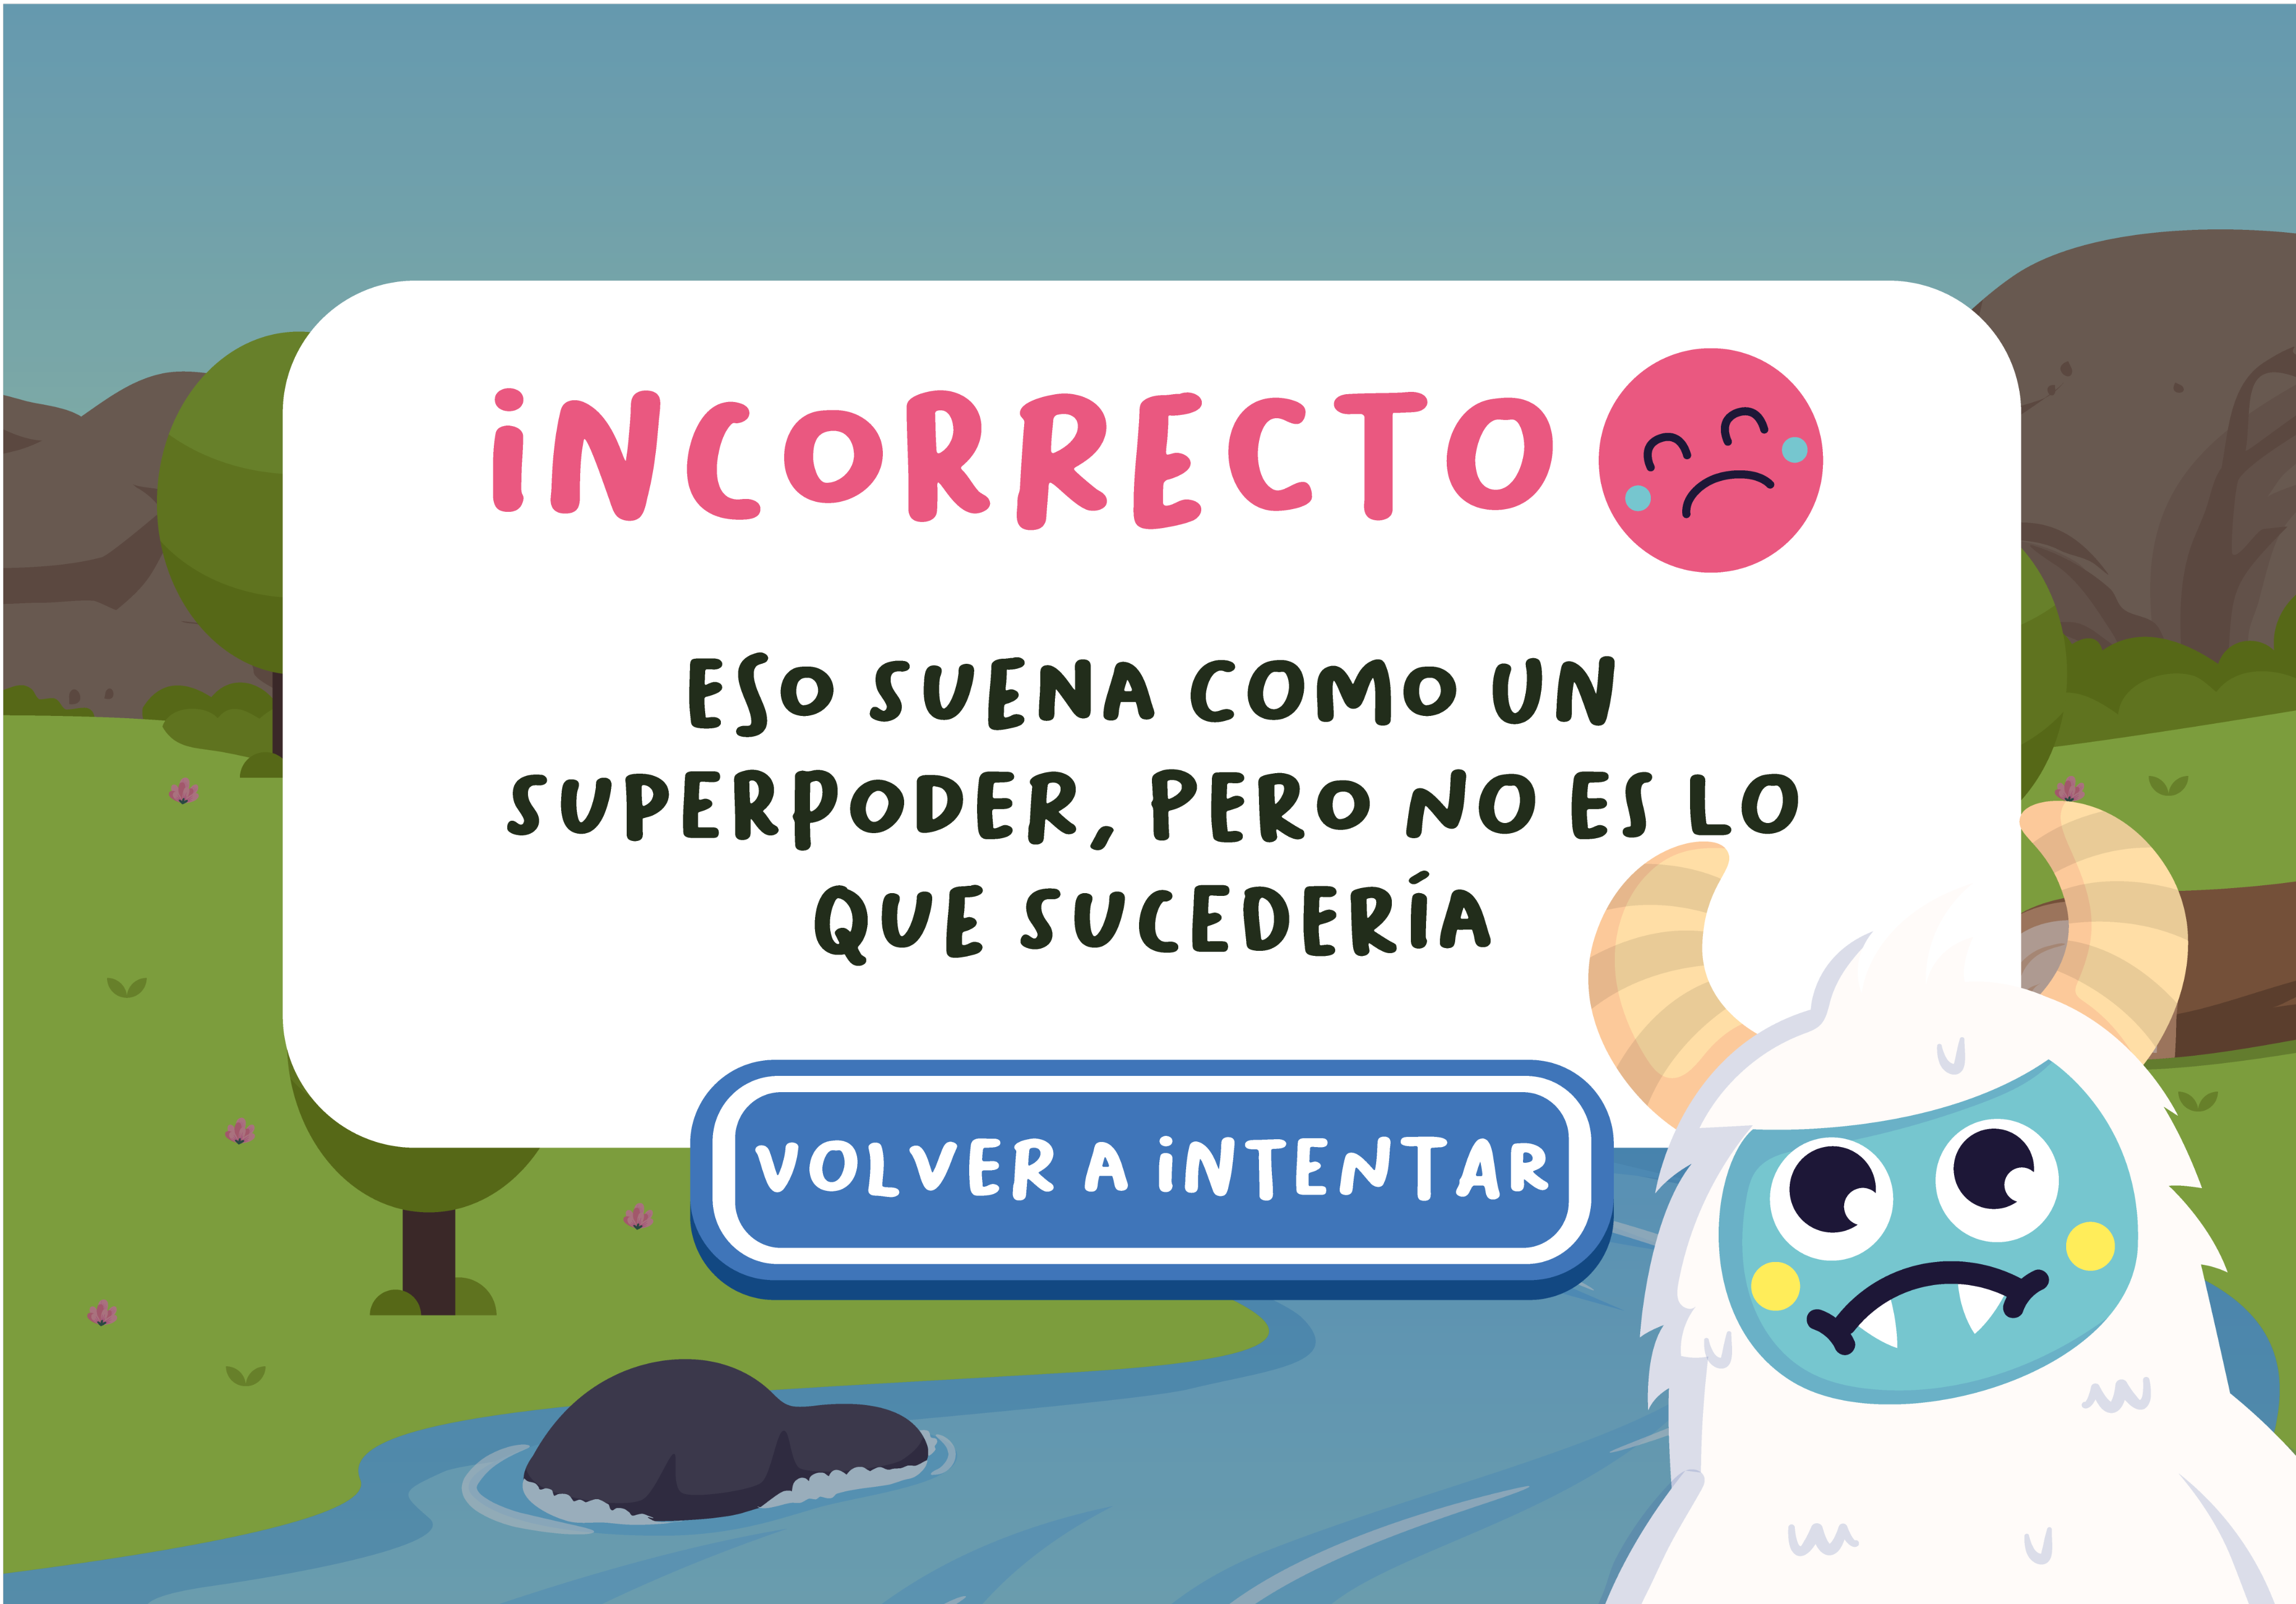 iNCORRECTO
ESO SUENA COMO UN
SUPERPODER, PERO NO ES LO
QUE SUCEDERÍA
VOLVER A iNTENTAR